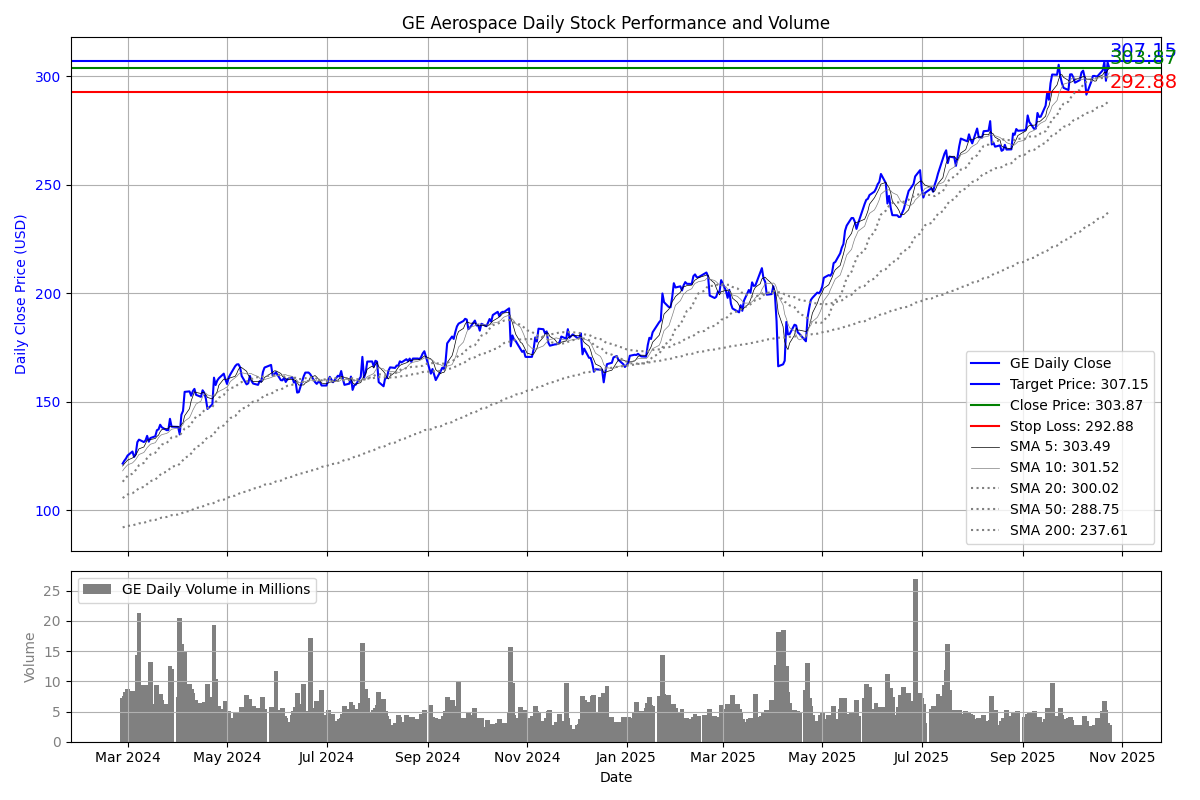 GE Aerospace Daily Stock Performance and Volume
307.15
303.87
292.88
300
250
200
150
100
Daily Close Price (USD)
GE Daily Close
Target Price: 307.15
Close Price: 303.87
Stop Loss: 292.88
SMA 5: 303.49
SMA 10: 301.52
SMA 20: 300.02
SMA 50: 288.75
SMA 200: 237.61
GE Daily Volume in Millions
25
20
15
10
5
0
Volume
Mar 2024 May 2024 Jul 2024 Sep 2024 Nov 2024 Jan 2025 Mar 2025 May 2025 Jul 2025 Sep 2025 Nov 2025
Date